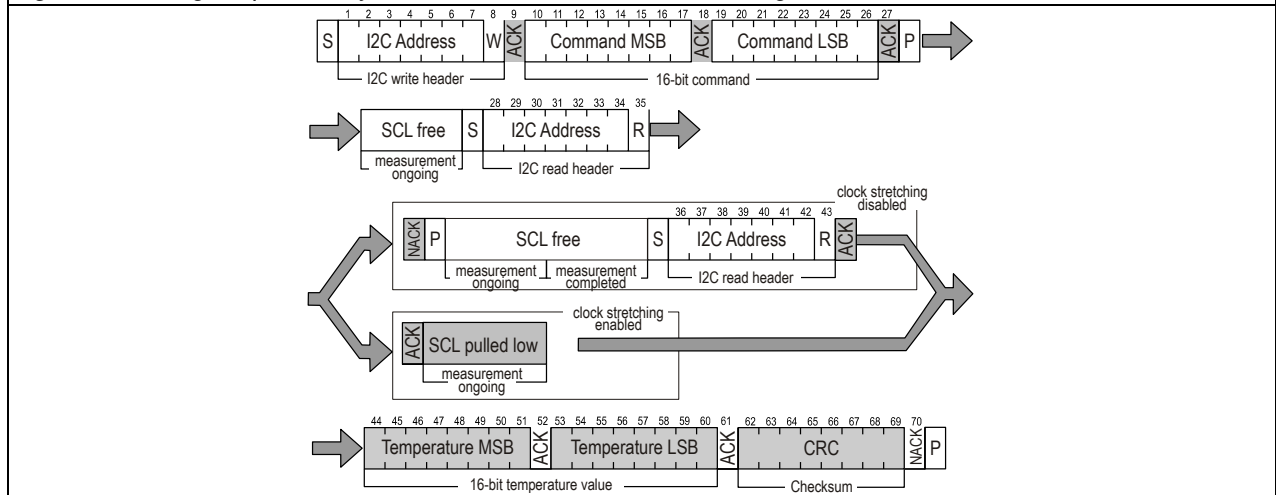 1 2 3 4 5 6 7 8 9 10 11 12 13 14 15 16 17 18 19 20 21 22 23 24 25 26 27
S I2C Address W ACK Command MSB ACK Command LSB ACK P
I2C write header 16-bit command
28 29 30 31 32 33 34 35
SCL free S I2C Address R
measurement ongoing I2C read header
clock stretching disabled
36 37 38 39 40 41 42 43
NACK P SCL free S I2C Address R ACK
measurement ongoing measurement completed I2C read header
clock stretching enabled
ACK SCL pulled low
measurement ongoing
44 45 46 47 48 49 50 51 52 53 54 55 56 57 58 59 60 61 62 63 64 65 66 67 68 69 70
Temperature MSB ACK Temperature LSB ACK CRC NACK P
16-bit temperature value Checksum